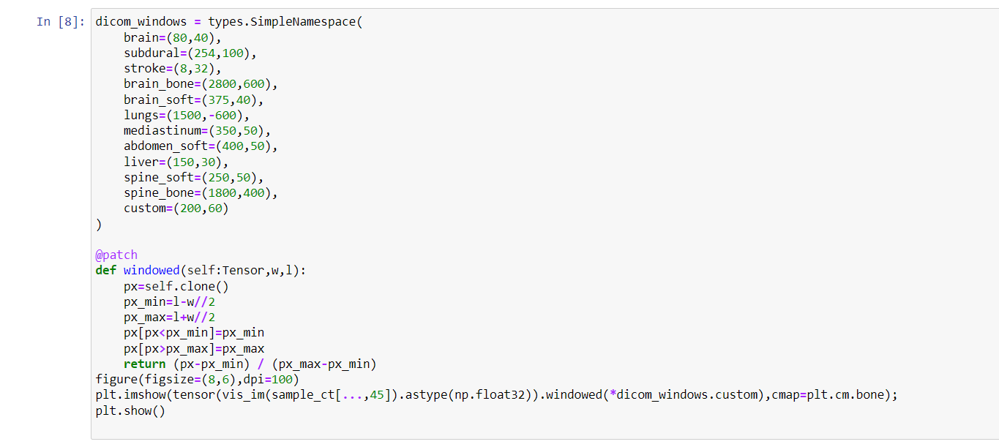 In [8]: dicom_windows = types.SimpleNamespace(
    brain=(80,40),
    subdural=(254,100),
    stroke=(8,32),
    brain_bone=(2800,600),
    brain_soft=(375,40),
    lungs=(1500,-600),
    mediastinum=(350,50),
    abdomen_soft=(400,50),
    liver=(150,30),
    spine_soft=(250,50),
    spine_bone=(1800,400),
    custom=(200,60)
)

@patch
def windowed(self:Tensor,w,l):
    px=self.clone()
    px_min=l-w//2
    px_max=l+w//2
    px[px<px_min]=px_min
    px[px>px_max]=px_max
    return (px-px_min) / (px_max-px_min)
figure(figsize=(8,6),dpi=100)
plt.imshow(tensor(vis_im(sample_ct[...,45]).astype(np.float32)).windowed(*dicom_windows.custom),cmap=plt.cm.bone);
plt.show()